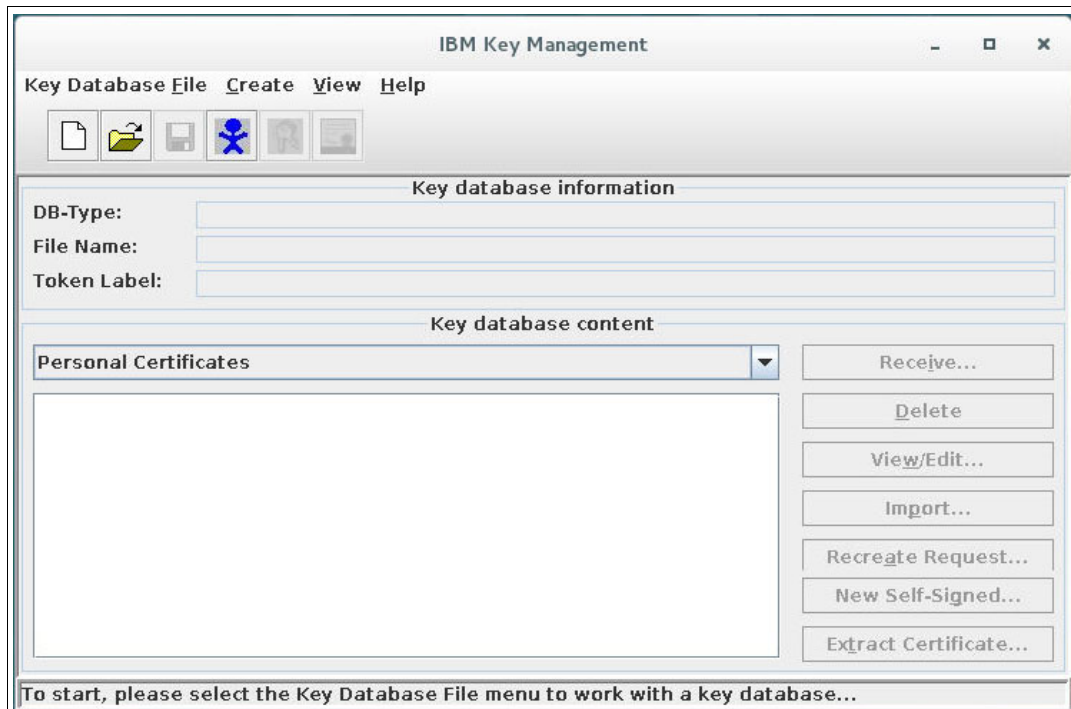 IBM Key Management
Key Database File Create View Help
Key database information
DB-Type:
File Name:
Token Label:
Key database content
Personal Certificates
Receive...
Delete
View/Edit...
Import...
Recreate Request...
New Self-Signed...
Extract Certificate...
To start, please select the Key Database File menu to work with a key database...